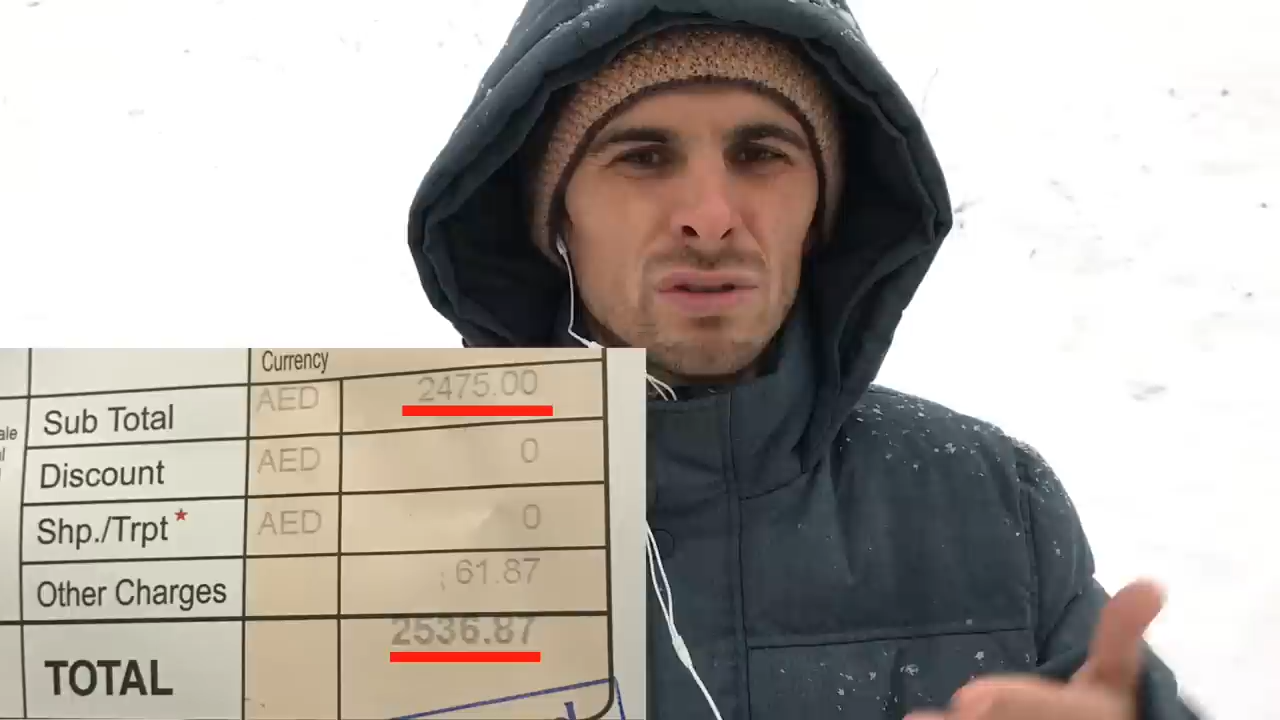 Currency
Sub Total AED 2475.00
ale
Discount AED 0
Shp./Trpt * AED 0
Other Charges 61.87
TOTAL 2536.87